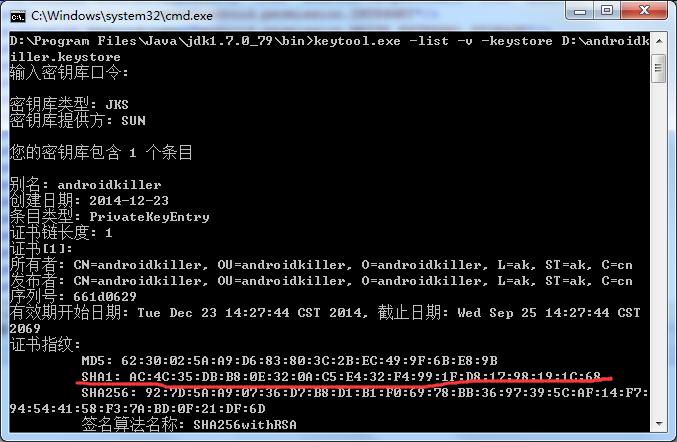 C:\Windows\system32\cmd.exe
D:\Program Files\Java\jdk1.7.0_79\bin>keytool.exe -list -v -keystore D:\androidk
iller.keystore
输入密钥库口令:
密钥库类型: JKS
密钥库提供方: SUN
您的密钥库包含 1 个条目
别名: androidkiller
创建日期: 2014-12-23
条目类型: PrivateKeyEntry
证书链长度: 1
证书[1]:
所有者: CN=androidkiller, OU=androidkiller, O=androidkiller, L=ak, ST=ak, C=cn
发布者: CN=androidkiller, OU=androidkiller, O=androidkiller, L=ak, ST=ak, C=cn
序列号: 661d0629
有效期开始日期: Tue Dec 23 14:27:44 CST 2014, 截止日期: Wed Sep 25 14:27:44 CST
2069
证书指纹:
MD5: 62:30:02:5A:A9:D6:83:80:3C:2B:EC:49:9F:6B:E8:9B
SHA1: AC:4C:35:DB:B8:0E:32:0A:C5:E4:32:F4:99:1F:D8:17:98:19:1C:68
SHA256: 92:7D:5A:A9:07:36:D7:B8:D1:B1:F0:69:78:BB:36:97:39:5C:AF:14:F7:
94:54:41:58:F3:7A:BD:0F:21:DF:6D
签名算法名称: SHA256withRSA